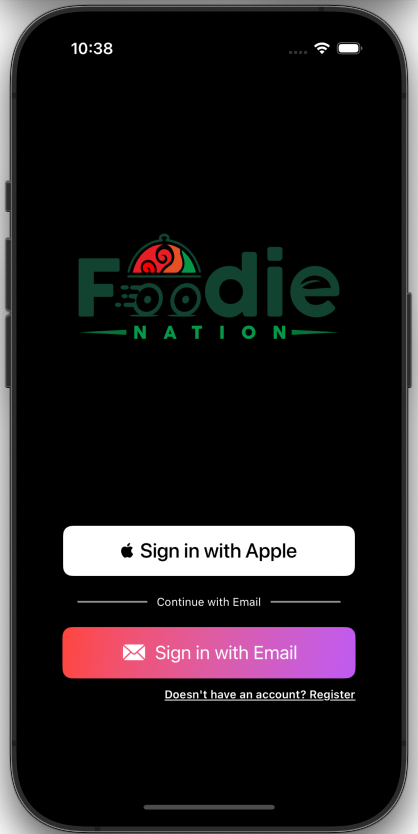 10:38
Foodie
NATION
Sign in with Apple
Continue with Email
Sign in with Email
Doesn't have an account? Register